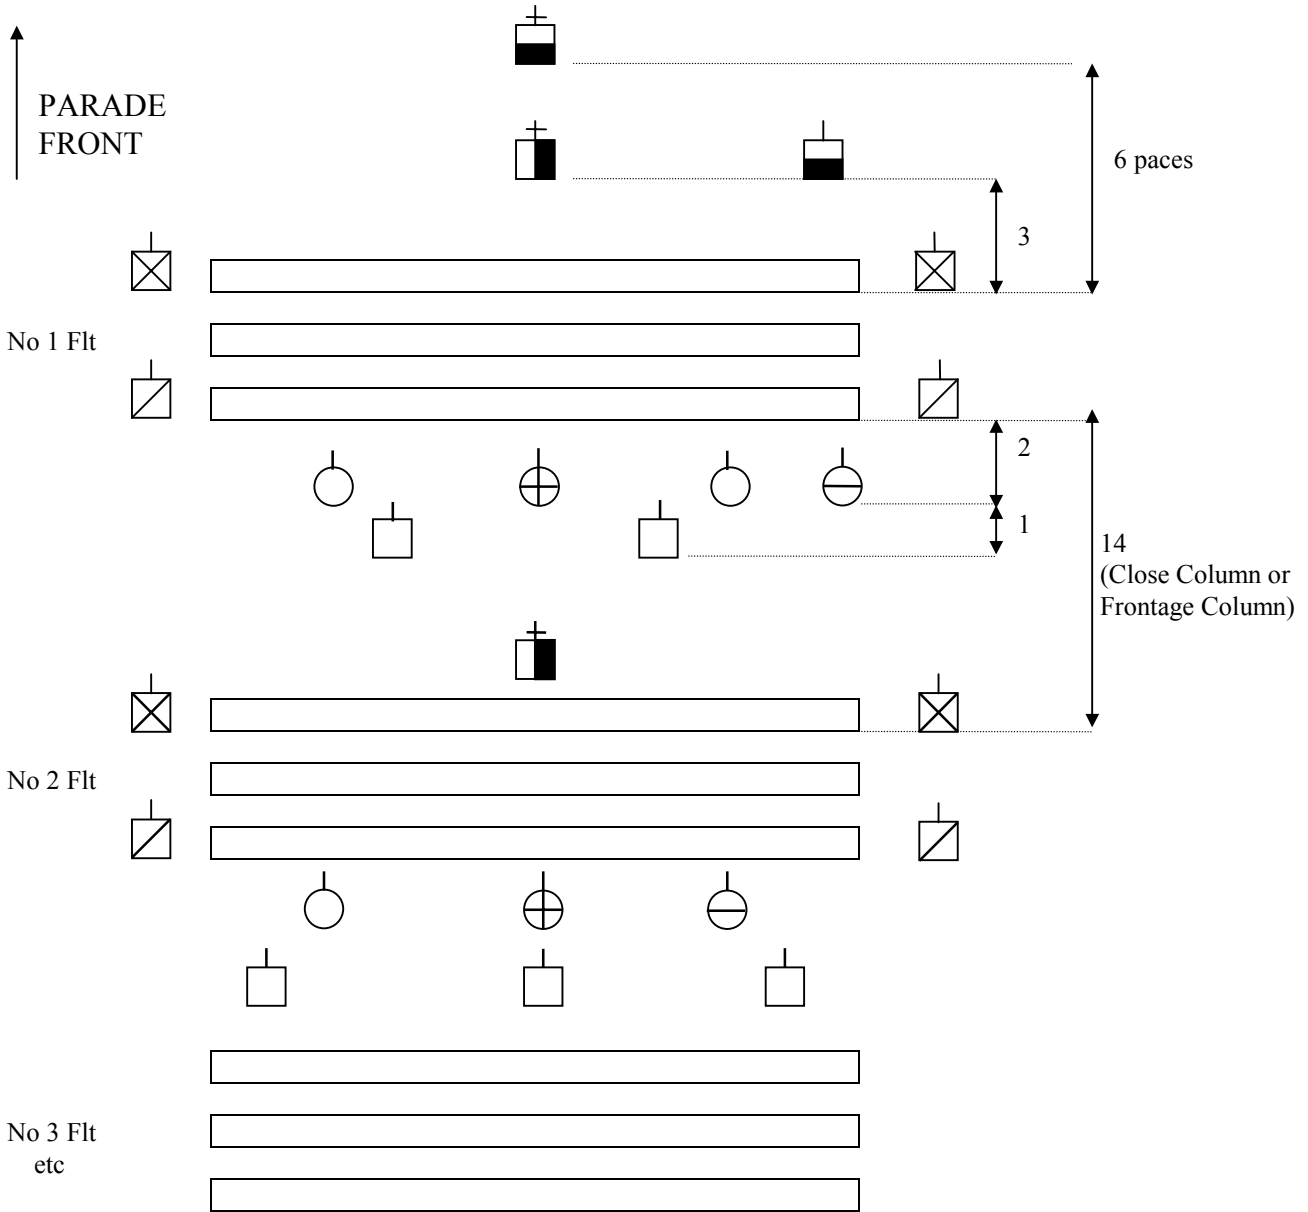 PARADE
FRONT
6 paces
3
No 1 Flt
2
1
14
(Close Column or
Frontage Column)
No 2 Flt
No 3 Flt
etc